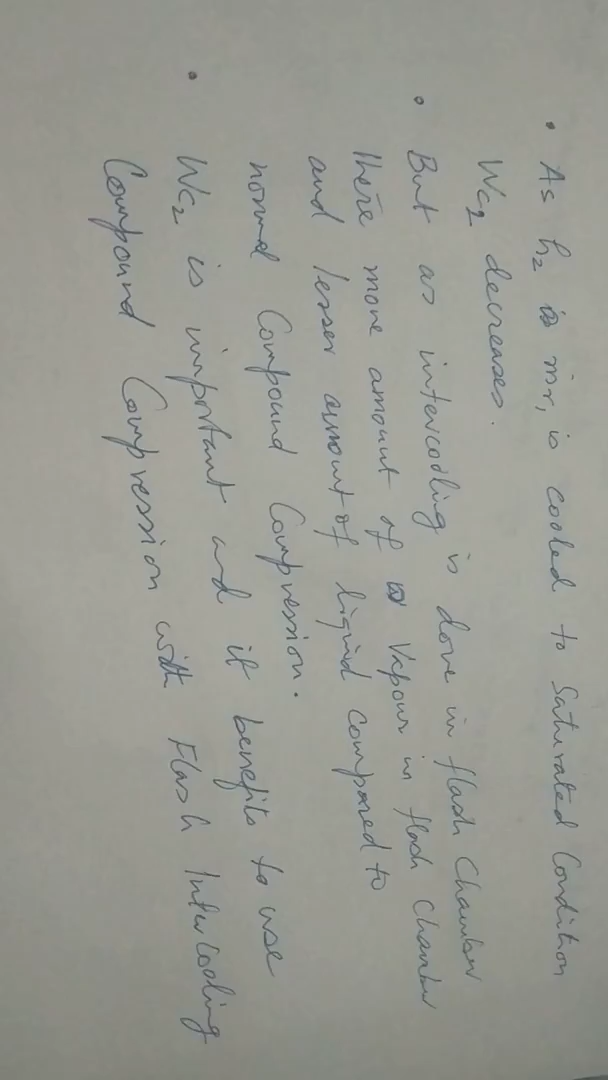 • As h2 is ṁr1 is cooled to Saturated Condition
Wc2 decreases.
• But as intercooling is done in flash Chamber
there more amount of Vapour in flash Chamber
and lesser amount of liquid compared to
normal Compound Compression.
• Wc2 is important and it benefits to use
Compound Compression with Flash Intercooling